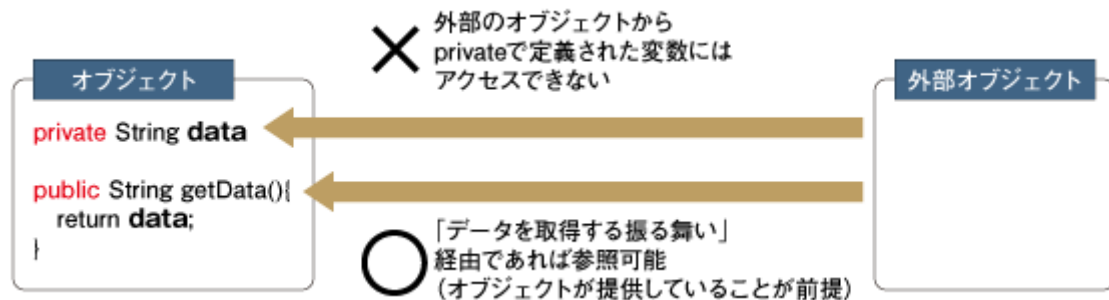 外部のオブジェクトから
privateで定義された変数には
アクセスできない
オブジェクト
外部オブジェクト
private String data
public String getData(){
return data;
}
「データを取得する振る舞い」
経由であれば参照可能
（オブジェクトが提供していることが前提）